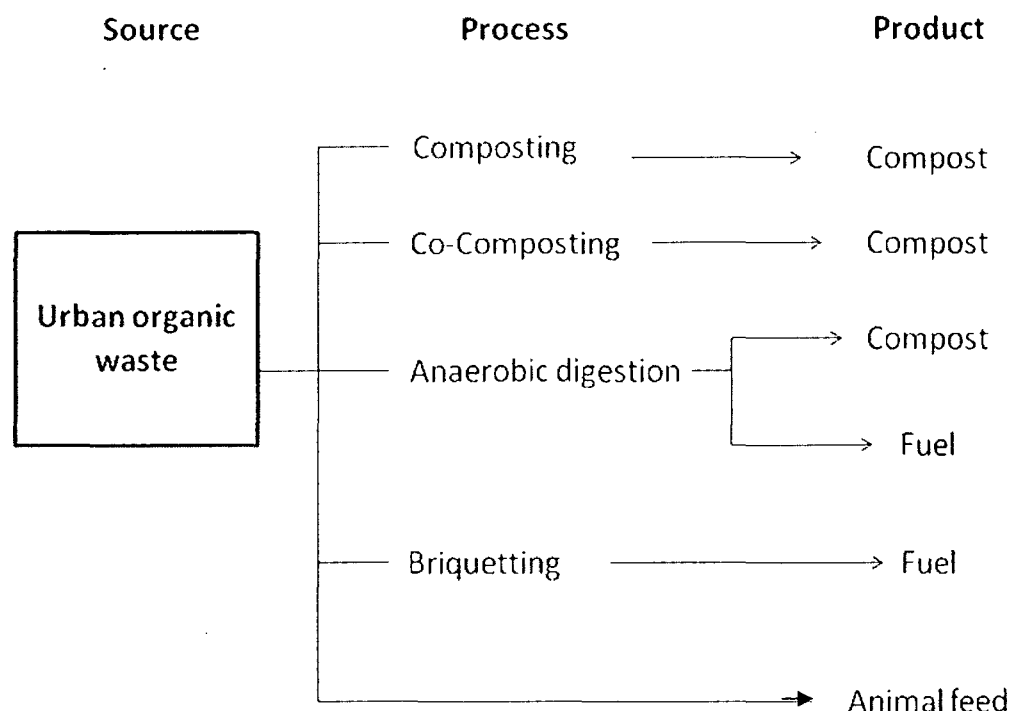 Source Process Product
Composting Compost
Co-Composting Compost
Urban organic
waste
Anaerobic digestion Compost
Fuel
Briquetting Fuel
Animal feed